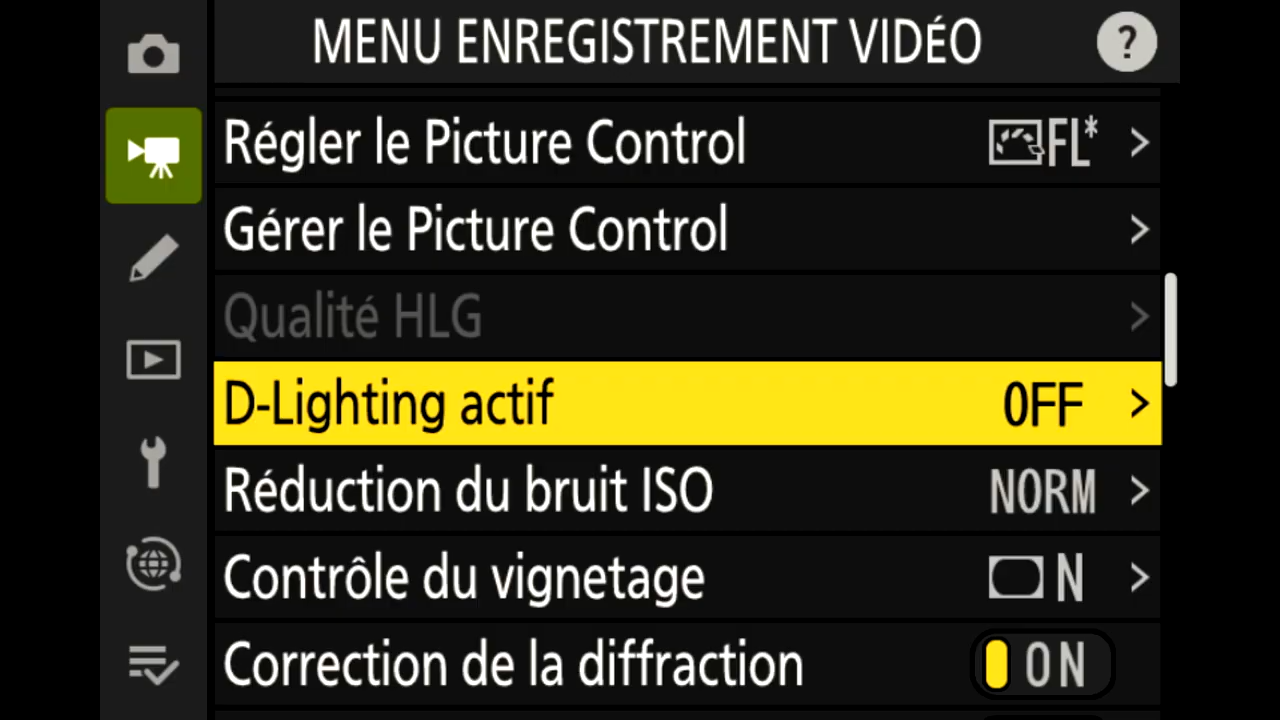 MENU ENREGISTREMENT VIDÉO ?
Régler le Picture Control FL* >
Gérer le Picture Control >
Qualité HLG >
D-Lighting actif OFF >
Réduction du bruit ISO NORM >
Contrôle du vignetage N >
Correction de la diffraction ON